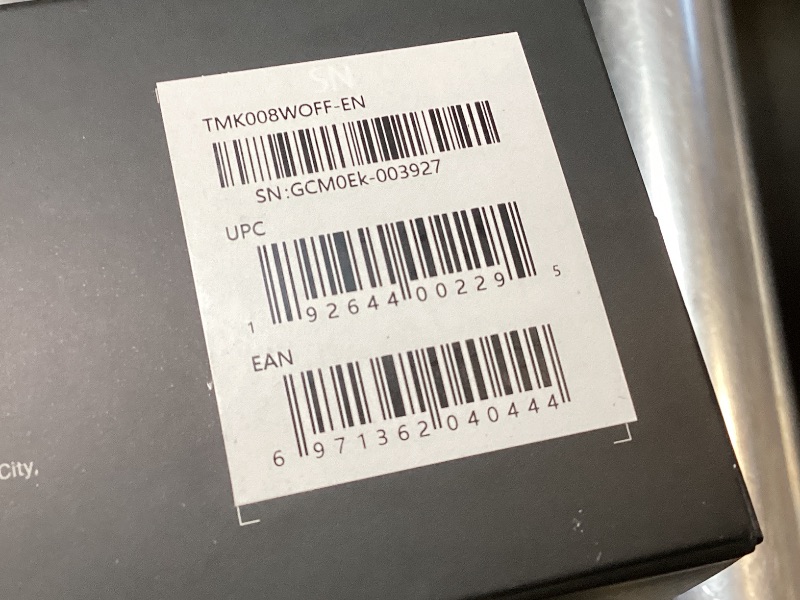 SN
TMK008WOFF-EN
SN:GCM0Ek-003927
UPC
1 92644 00229 5
EAN
6 971362 040444
City,